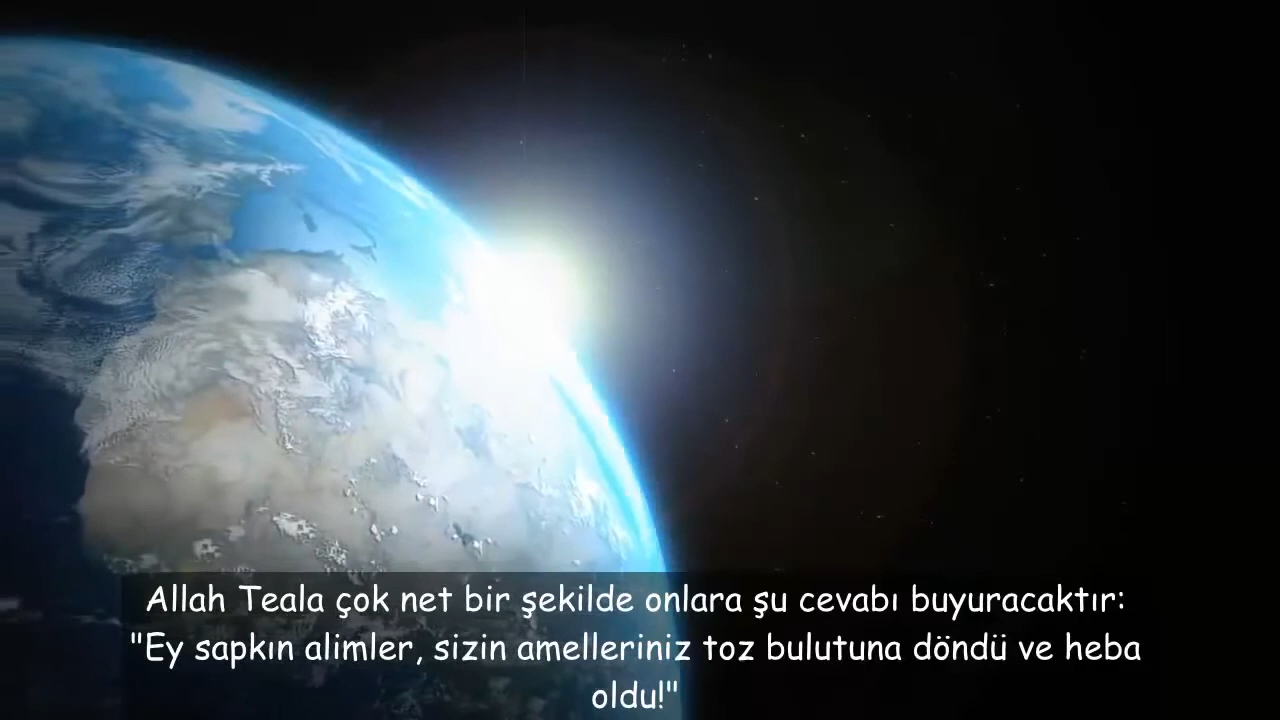 Allah Teala çok net bir şekilde onlara şu cevabı buyuracaktır:
"Ey sapkın alimler, sizin amelleriniz toz bulutuna döndü ve heba
oldu!"